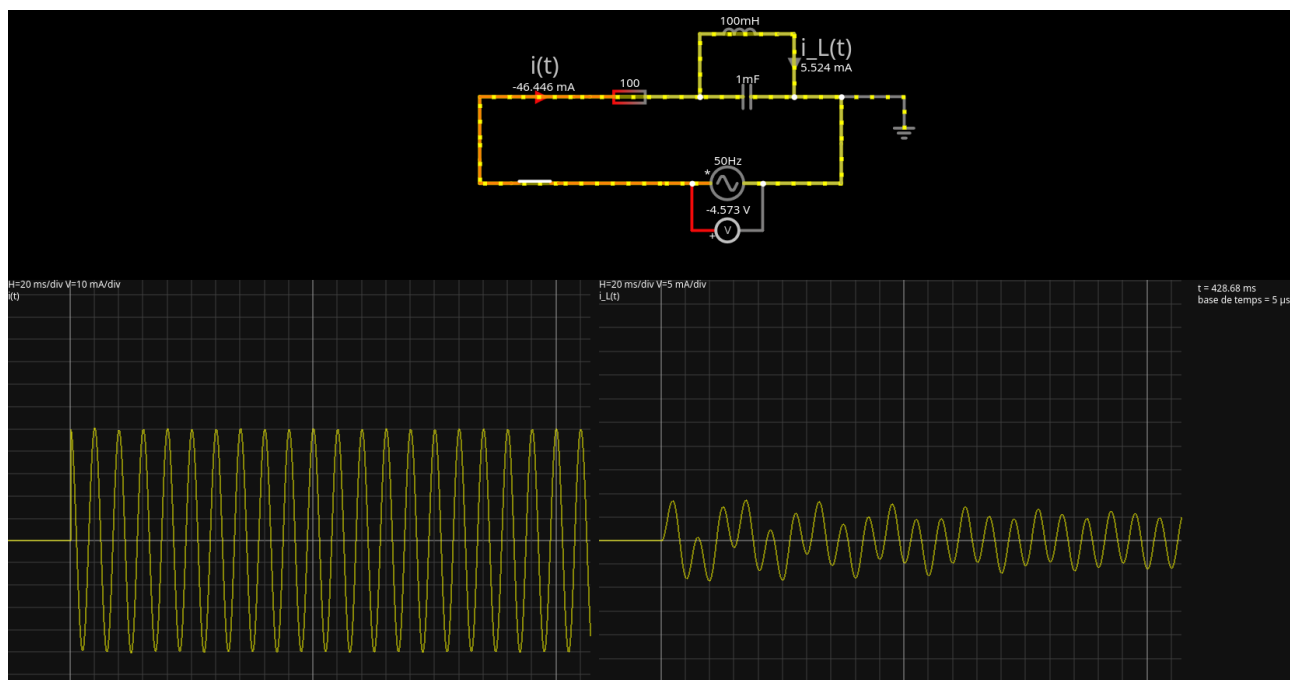 100mH
i(t)
i_L(t)
-46.446 mA
100
5.524 mA
1mF
50Hz
*
-4.573 V
V
+
H=20 ms/div V=10 mA/div
i(t)
H=20 ms/div V=5 mA/div
i_L(t)
t = 428.68 ms
base de temps = 5 µs